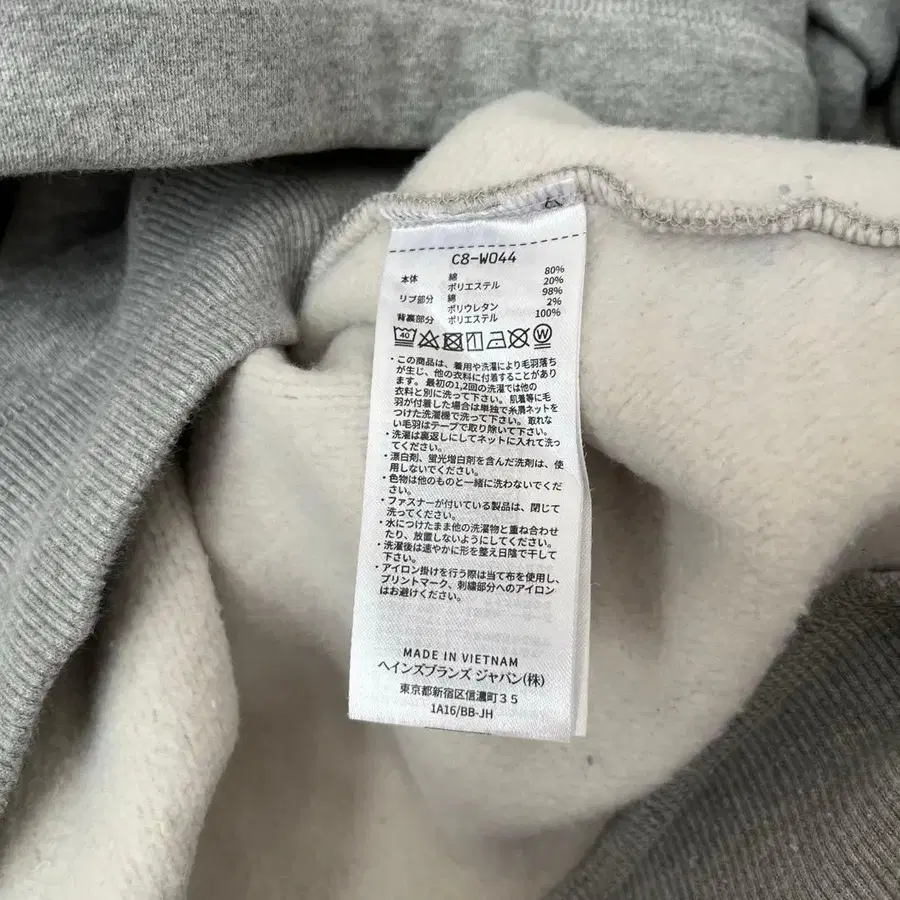 C8-W044
本体 綿 80%
ポリエステル 20%
リブ部分 綿 98%
ポリウレタン 2%
背裏部分 ポリエステル 100%
40 W
・この商品は、着用や洗濯により毛羽落ち
が生じ、他の衣料に付着することがあり
ます。最初の1,2回の洗濯では他の
衣料と別に洗って下さい。肌着等に毛
羽が付着した場合は単独で糸屑ネットを
つけた洗濯機で洗って下さい。取れな
い毛羽はテープで取り除いて下さい。
・洗濯は裏返しにしてネットに入れて洗っ
てください。
・漂白剤、蛍光増白剤を含んだ洗剤は、使
用しないでください。
・色物は他のものと一緒に洗わないでくだ
さい。
・ファスナーが付いている製品は、閉じて
洗ってください。
・水につけたまま他の洗濯物と重ね合わせ
たり、放置しないようにしてください。
・洗濯後は速やかに形を整え日陰で干して
下さい。
・アイロン掛けを行う際は当て布を使用し、
プリントマーク、刺繍部分へのアイロン
はお避けください。
MADE IN VIETNAM
ヘインズブランズ ジャパン(株)
東京都新宿区信濃町35
1A16/BB-JH